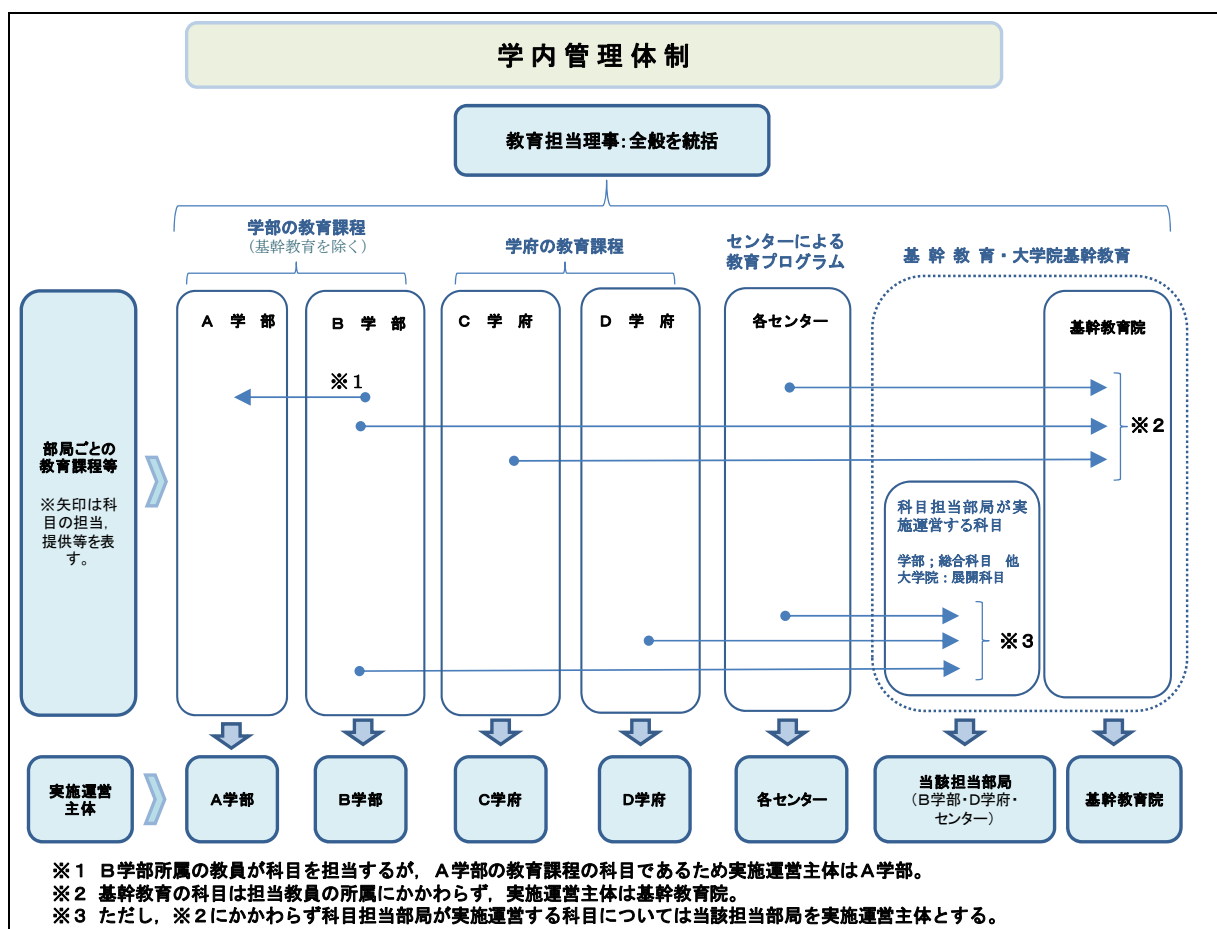 学内管理体制
教育担当理事:全般を統括
学部の教育課程
(基幹教育を除く)
学府の教育課程
センターによる
教育プログラム
基 幹 教 育・大学院基幹教育
部局ごとの
教育課程等
※矢印は科
目の担当,
提供等を表
す。
A 学 部
B 学 部
C 学 府
D 学 府
各センター
基幹教育院
※1
※2
科目担当部局が実
施運営する科目
学部;総合科目 他
大学院:展開科目
※3
実施運営
主体
A学部
B学部
C学府
D学府
各センター
当該担当部局
(B学部・D学府・
センター)
基幹教育院
※1 B学部所属の教員が科目を担当するが,A学部の教育課程の科目であるため実施運営主体はA学部。
※2 基幹教育の科目は担当教員の所属にかかわらず,実施運営主体は基幹教育院。
※3 ただし,※2にかかわらず科目担当部局が実施運営する科目については当該担当部局を実施運営主体とする。